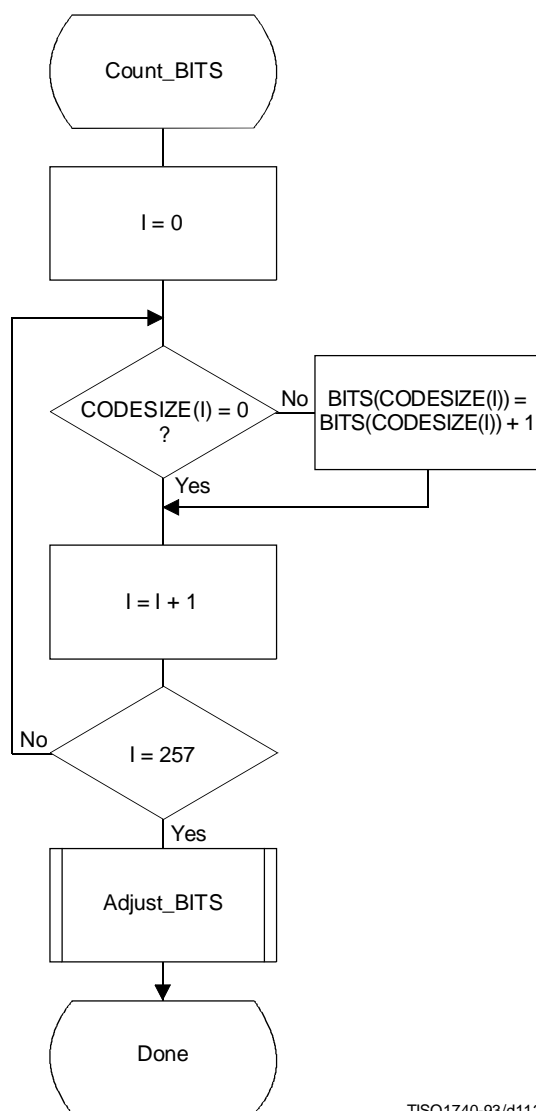 Count_BITS
I = 0
CODESIZE(I) = 0
?
No
BITS(CODESIZE(I)) =
BITS(CODESIZE(I)) + 1
Yes
I = I + 1
No
I = 257
Yes
Adjust_BITS
Done